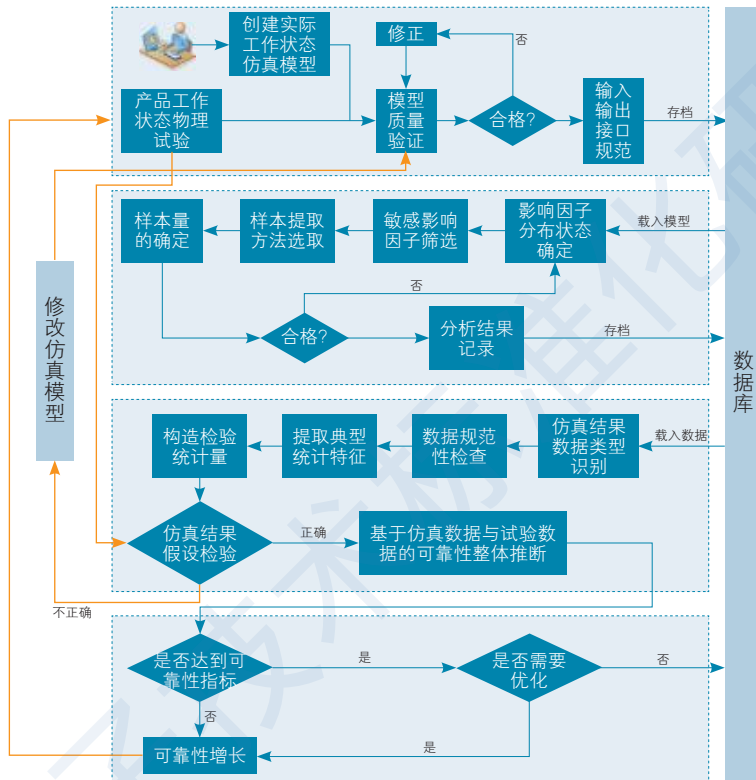 创建实际
工作状态
仿真模型
修正
否
产品工作
状态物理
试验
模型
质量
验证
合格?
输入
输出
接口
规范
存档
样本量
的确定
样本提取
方法选取
敏感影响
因子筛选
影响因子
分布状态
确定
载入模型
否
合格?
分析结果
记录
存档
修改仿真模型
数据库
构造检验
统计量
提取典型
统计特征
数据规范
性检查
仿真结果
数据类型
识别
载入数据
仿真结果
假设检验
正确
基于仿真数据与试验数
据的可靠性整体推断
不正确
是否达到可
靠性指标
是
是否需要
优化
否
否
可靠性增长
是
子技术标准化研